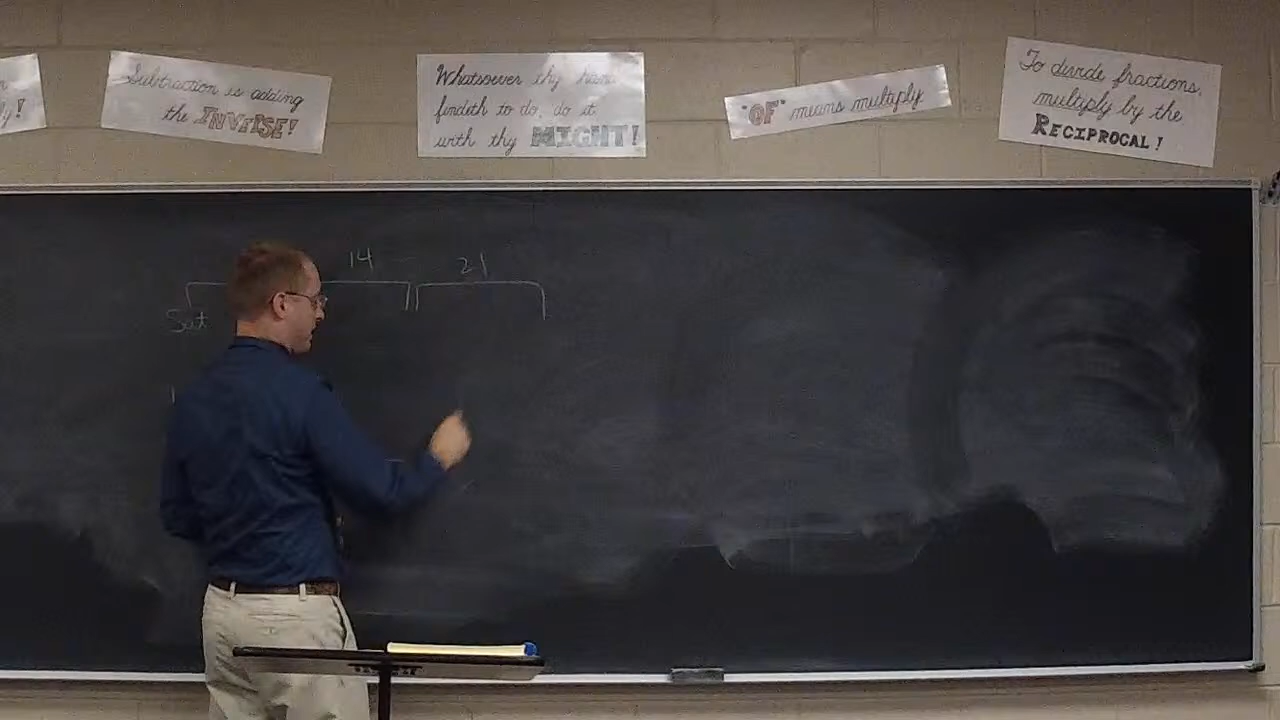 y!
Subtraction is adding
the INVERSE!
Whatsoever thy hand
findeth to do, do it
with thy MIGHT!
"OF" means multiply
To divide fractions,
multiply by the
RECIPROCAL!
14
21
Sat